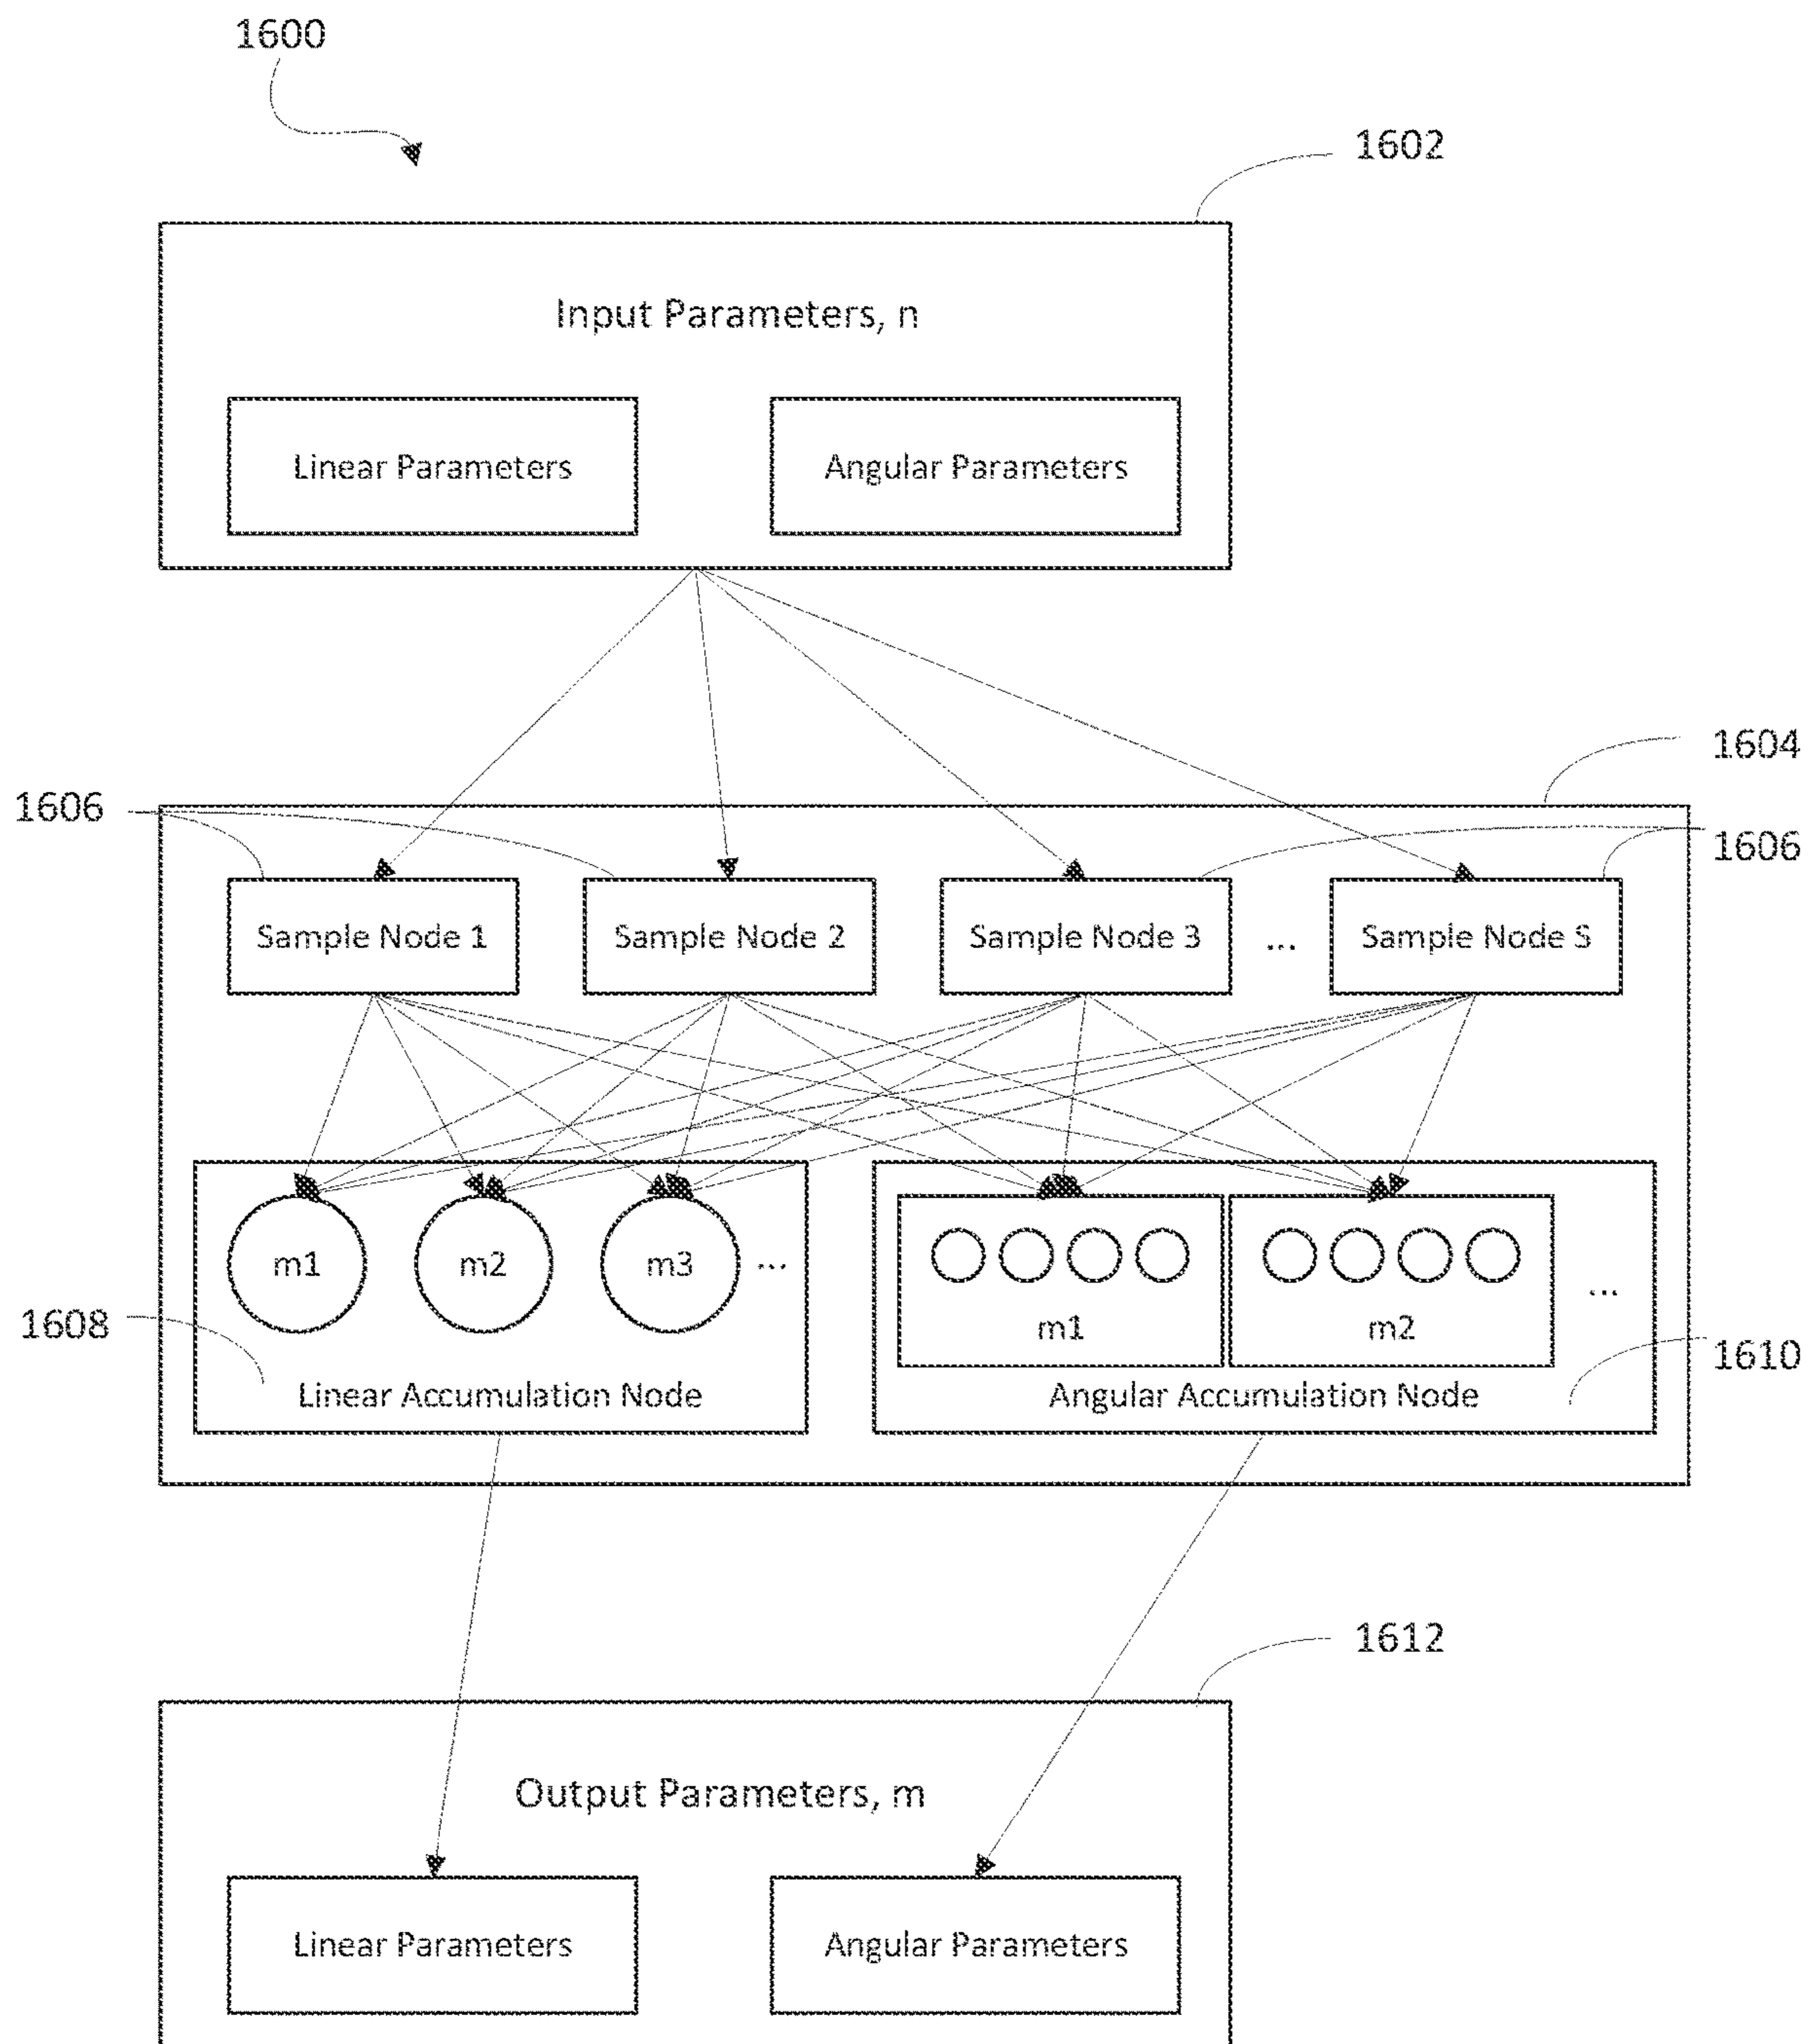 1600
1602
Input Parameters, n
Linear Parameters
Angular Parameters
1604
1606
1606
Sample Node 1
Sample Node 2
Sample Node 3
...
Sample Node S
m1
m2
m3
...
m1
m2
...
1608
1610
Linear Accumulation Node
Angular Accumulation Node
1612
Output Parameters, m
Linear Parameters
Angular Parameters